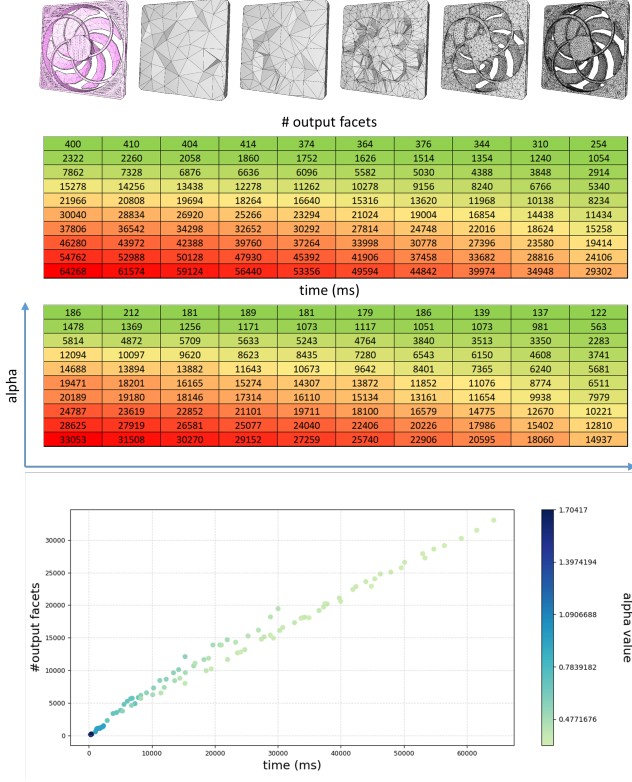 # output facets
400 410 404 414 374 364 376 344 310 254
2322 2260 2058 1860 1752 1626 1514 1354 1240 1054
7862 7328 6876 6636 6096 5582 5030 4388 3848 2914
15278 14256 13438 12278 11262 10278 9156 8240 6766 5340
21966 20808 19694 18264 16640 15316 13620 11968 10138 8234
30040 28834 26920 25266 23294 21024 19004 16854 14438 11434
37806 36542 34298 32652 30292 27814 24748 22016 18624 15258
46280 43972 42388 39760 37264 33998 30778 27396 23580 19414
54762 52988 50128 47930 45392 41906 37458 33682 28816 24106
64268 61574 59124 56440 53356 49594 44842 39974 34948 29302
time (ms)
186 212 181 189 181 179 186 139 137 122
1478 1369 1256 1171 1073 1117 1051 1073 981 563
5814 4872 5709 5633 5243 4764 3840 3513 3350 2283
12094 10097 9620 8623 8435 7280 6543 6150 4608 3741
14688 13894 13882 11643 10673 9642 8401 7365 6240 5681
19471 18201 16165 15274 14307 13872 11852 11076 8774 6511
20189 19180 18146 17314 16110 15134 13161 11654 9938 7979
24787 23619 22852 21101 19711 18100 16579 14775 12670 10221
28625 27919 26581 25077 24040 22406 20226 17986 15402 12810
33053 31508 30270 29152 27259 25740 22906 20595 18060 14937
alpha
#output facets
30000
25000
20000
15000
10000
5000
0
0 10000 20000 30000 40000 50000 60000
time (ms)
1.70417
1.3974194
1.0906688
0.7839182
0.4771676
alpha value